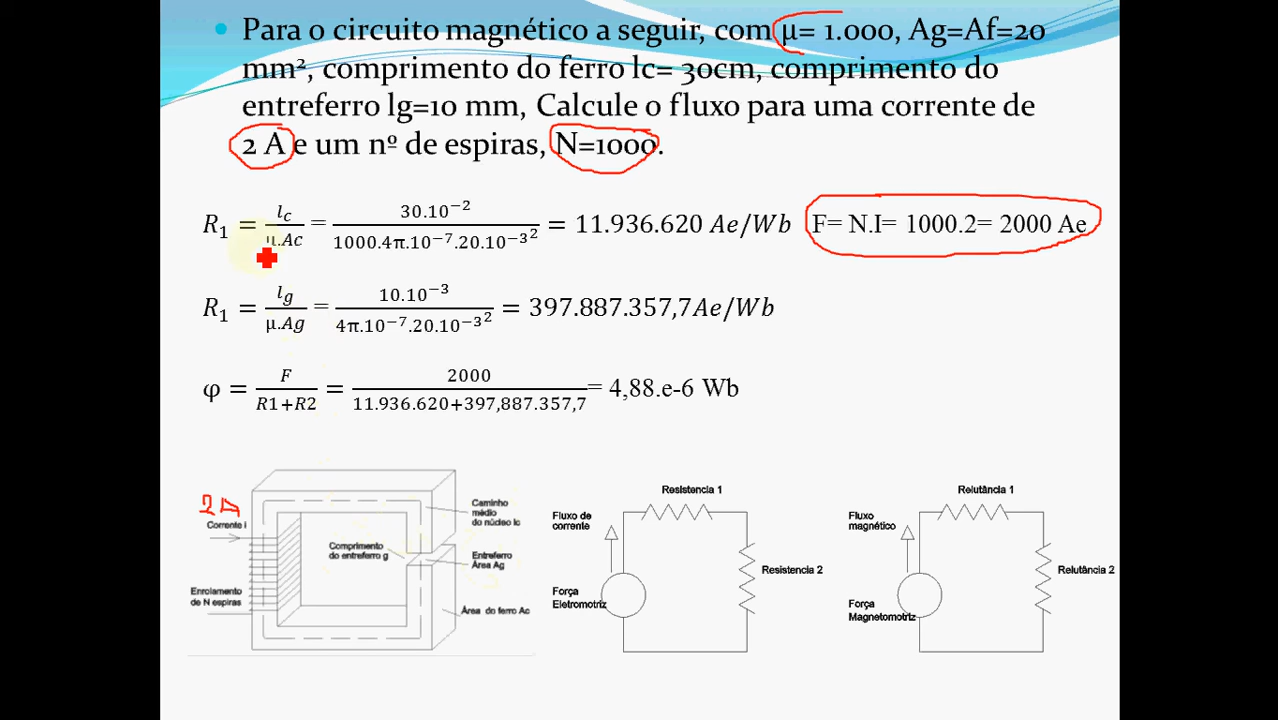 Para o circuito magnético a seguir, com µ= 1.000, Ag=Af=20
mm², comprimento do ferro lc= 30cm, comprimento do
entreferro lg=10 mm, Calcule o fluxo para uma corrente de
2 A e um nº de espiras, N=1000.
R₁ = lc/µ.Ac = 30.10⁻²/1000.4π.10⁻⁷.20.10⁻³² = 11.936.620 Ae/Wb F= N.I= 1000.2= 2000 Ae
R₁ = lg/µ.Ag = 10.10⁻³/4π.10⁻⁷.20.10⁻³² = 397.887.357,7Ae/Wb
φ = F/R1+R2 = 2000/11.936.620+397,887.357,7 = 4,88.e-6 Wb
2A
Corrente i
Enrolamento
de N espiras
Comprimento
do entreferro g
Caminho
médio
do núcleo lc
Entreferro
Área Ag
Área do ferro Ac
Resistencia 1
Fluxo de
corrente
Resistencia 2
Força
Eletromotriz
Relutância 1
Fluxo
magnético
Relutância 2
Força
Magnetomotriz